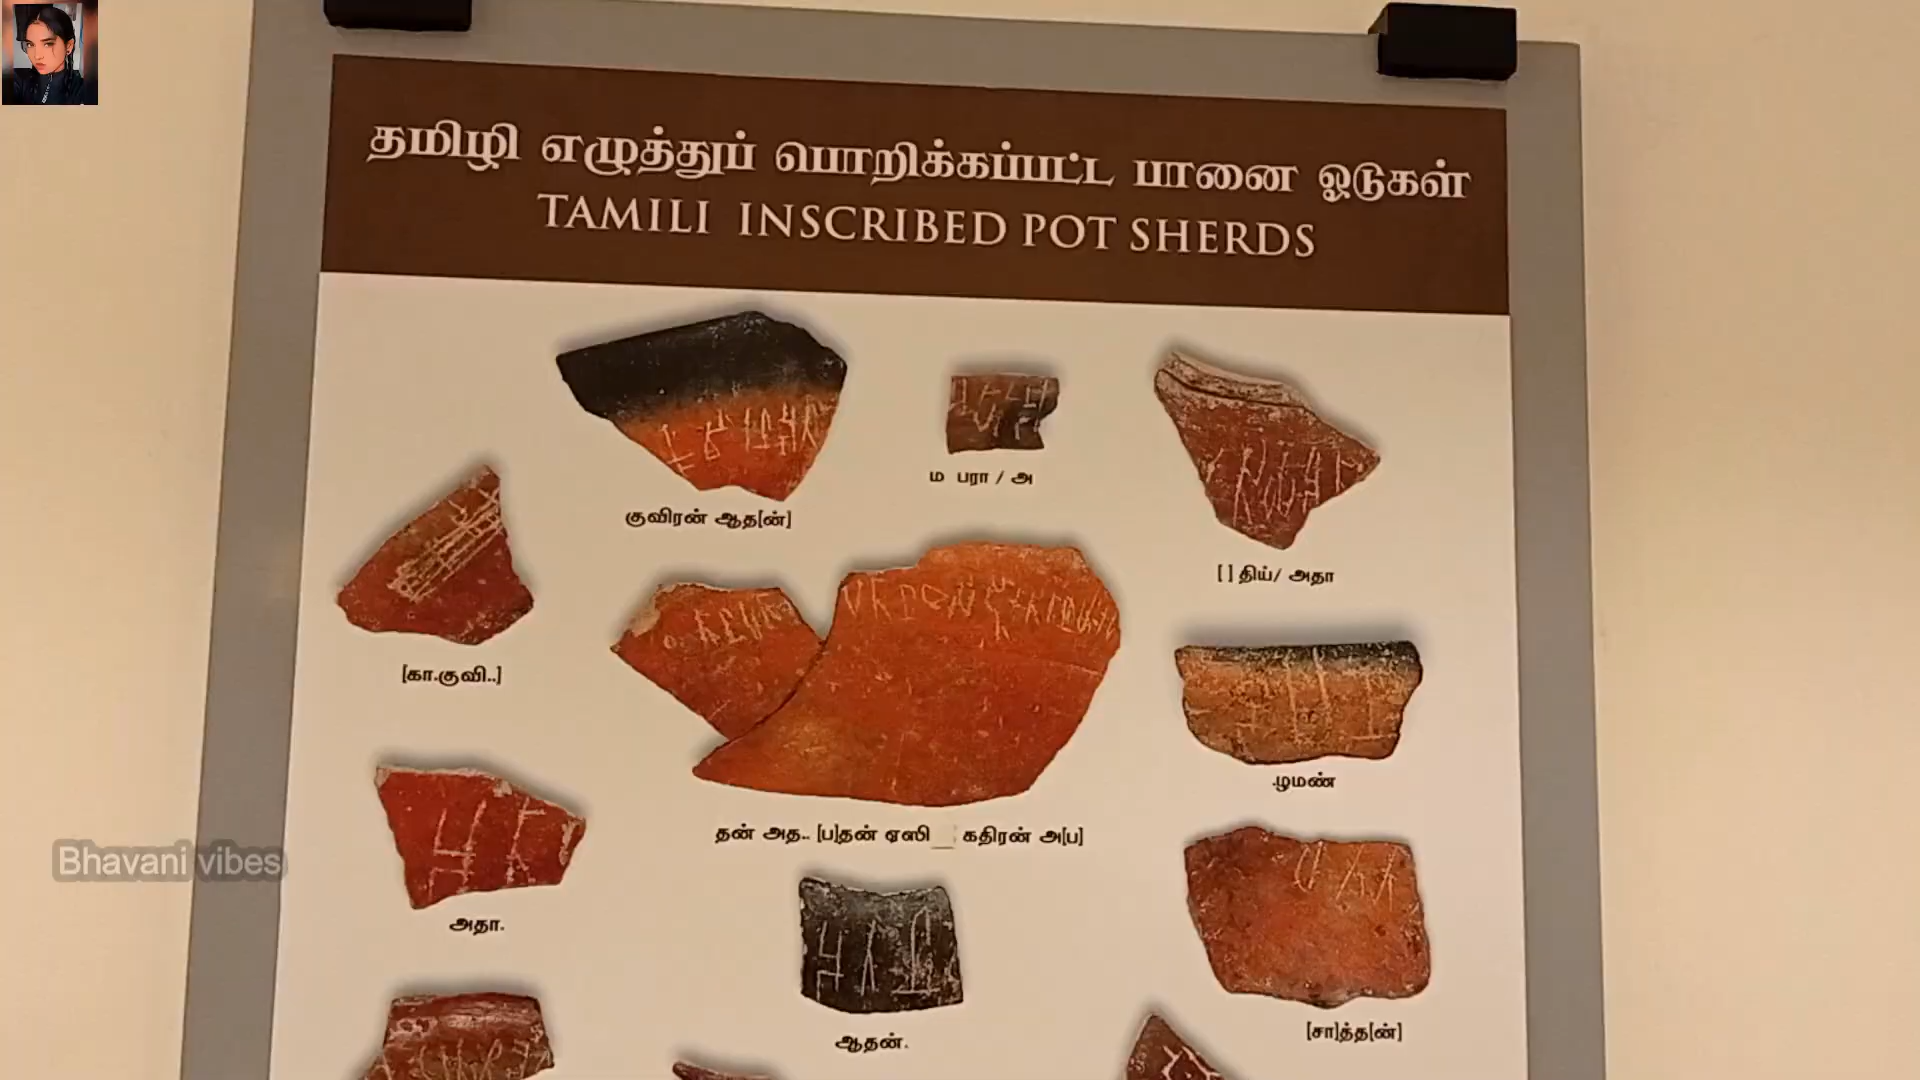 தமிழி எழுத்துப் பொறிக்கப்பட்ட பானை ஓடுகள்
TAMILI INSCRIBED POT SHERDS
குவிரன் ஆத[ன்]
ம பரா / அ
[ ] திய்/ அதா
[கா.குவி..]
.ழமண்
தன் அத.. [ப]தன் ஏஸி__ கதிரன் அ[ப]
அதா.
ஆதன்.
[சா]த்த[ன்]
Bhavani vibes